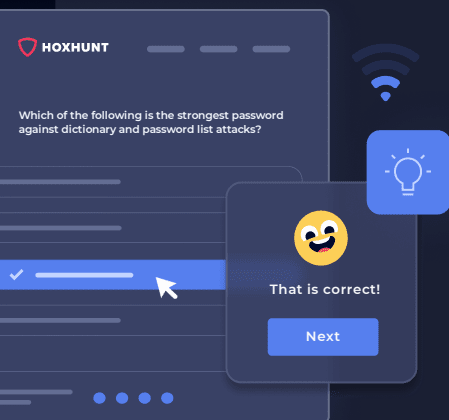 HOXHUNT
Which of the following is the strongest password
against dictionary and password list attacks?
That is correct!
Next